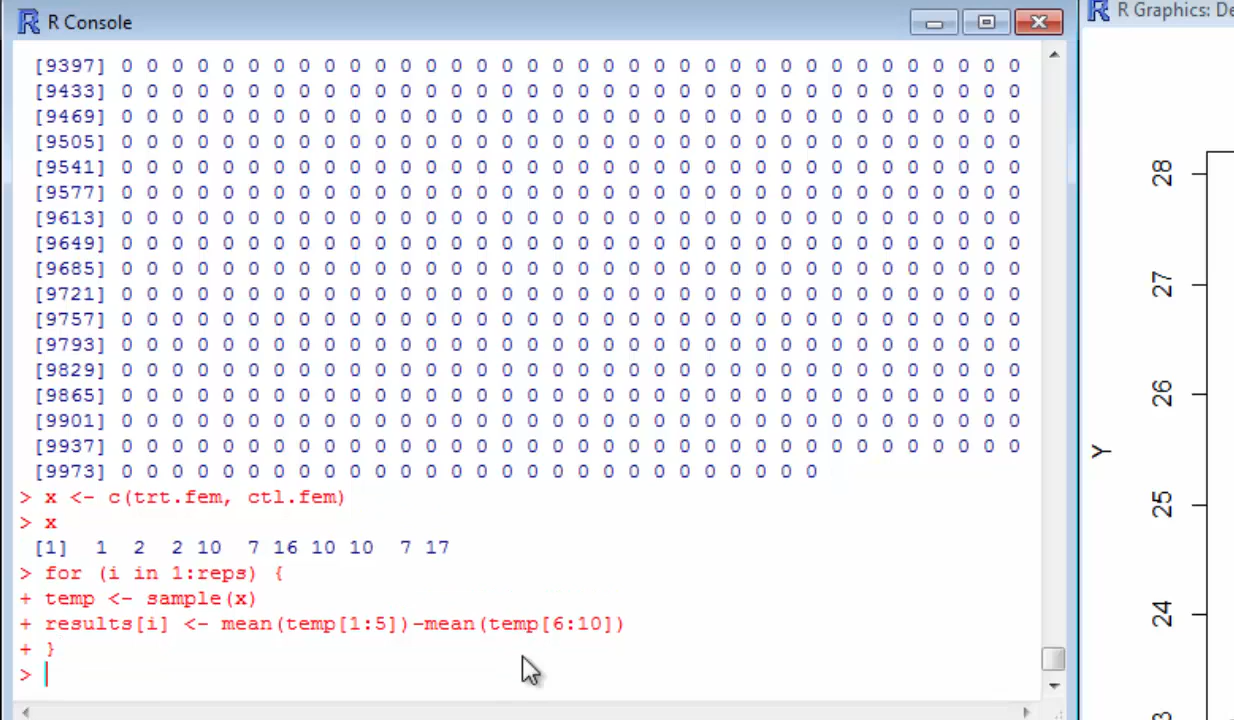 R Console
[9397] 0 0 0 0 0 0 0 0 0 0 0 0 0 0 0 0 0 0 0 0 0 0 0 0 0 0 0 0 0 0 0 0 0 0 0 0
[9433] 0 0 0 0 0 0 0 0 0 0 0 0 0 0 0 0 0 0 0 0 0 0 0 0 0 0 0 0 0 0 0 0 0 0 0 0
[9469] 0 0 0 0 0 0 0 0 0 0 0 0 0 0 0 0 0 0 0 0 0 0 0 0 0 0 0 0 0 0 0 0 0 0 0 0
[9505] 0 0 0 0 0 0 0 0 0 0 0 0 0 0 0 0 0 0 0 0 0 0 0 0 0 0 0 0 0 0 0 0 0 0 0 0
[9541] 0 0 0 0 0 0 0 0 0 0 0 0 0 0 0 0 0 0 0 0 0 0 0 0 0 0 0 0 0 0 0 0 0 0 0 0
[9577] 0 0 0 0 0 0 0 0 0 0 0 0 0 0 0 0 0 0 0 0 0 0 0 0 0 0 0 0 0 0 0 0 0 0 0 0
[9613] 0 0 0 0 0 0 0 0 0 0 0 0 0 0 0 0 0 0 0 0 0 0 0 0 0 0 0 0 0 0 0 0 0 0 0 0
[9649] 0 0 0 0 0 0 0 0 0 0 0 0 0 0 0 0 0 0 0 0 0 0 0 0 0 0 0 0 0 0 0 0 0 0 0 0
[9685] 0 0 0 0 0 0 0 0 0 0 0 0 0 0 0 0 0 0 0 0 0 0 0 0 0 0 0 0 0 0 0 0 0 0 0 0
[9721] 0 0 0 0 0 0 0 0 0 0 0 0 0 0 0 0 0 0 0 0 0 0 0 0 0 0 0 0 0 0 0 0 0 0 0 0
[9757] 0 0 0 0 0 0 0 0 0 0 0 0 0 0 0 0 0 0 0 0 0 0 0 0 0 0 0 0 0 0 0 0 0 0 0 0
[9793] 0 0 0 0 0 0 0 0 0 0 0 0 0 0 0 0 0 0 0 0 0 0 0 0 0 0 0 0 0 0 0 0 0 0 0 0
[9829] 0 0 0 0 0 0 0 0 0 0 0 0 0 0 0 0 0 0 0 0 0 0 0 0 0 0 0 0 0 0 0 0 0 0 0 0
[9865] 0 0 0 0 0 0 0 0 0 0 0 0 0 0 0 0 0 0 0 0 0 0 0 0 0 0 0 0 0 0 0 0 0 0 0 0
[9901] 0 0 0 0 0 0 0 0 0 0 0 0 0 0 0 0 0 0 0 0 0 0 0 0 0 0 0 0 0 0 0 0 0 0 0 0
[9937] 0 0 0 0 0 0 0 0 0 0 0 0 0 0 0 0 0 0 0 0 0 0 0 0 0 0 0 0 0 0 0 0 0 0 0 0
[9973] 0 0 0 0 0 0 0 0 0 0 0 0 0 0 0 0 0 0 0 0 0 0 0 0 0 0 0 0
> x <- c(trt.fem, ctl.fem)
> x
[1] 1 2 2 10 7 16 10 10 7 17
> for (i in 1:reps) {
+ temp <- sample(x)
+ results[i] <- mean(temp[1:5])-mean(temp[6:10])
+ }
>
R Graphics: De
28
27
26
Y
25
24